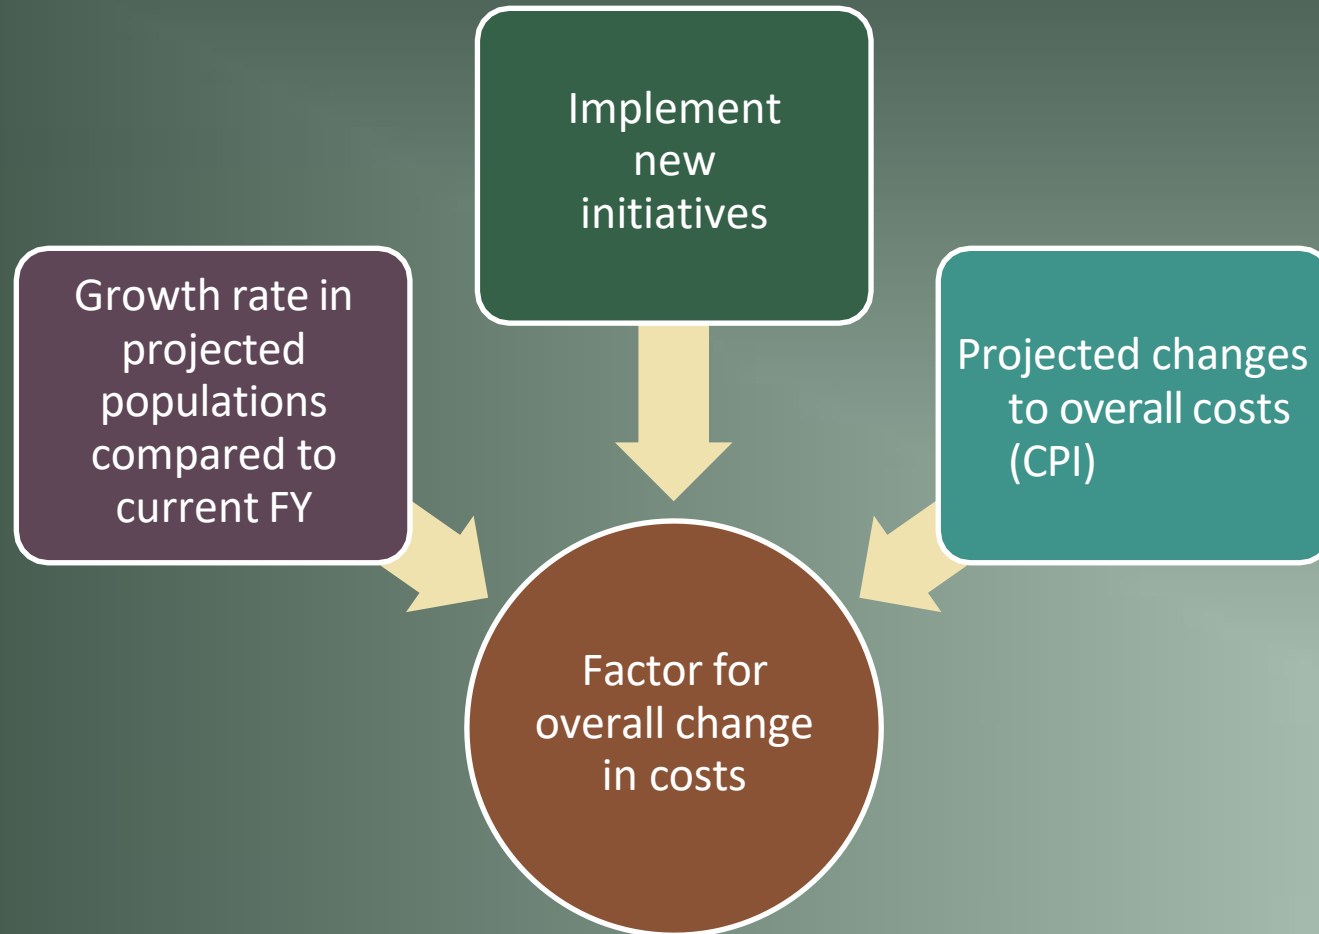 Implement
new
initiatives
Growth rate in
projected
populations
compared to
current FY
Projected changes
to overall costs
(CPI)
Factor for
overall change
in costs